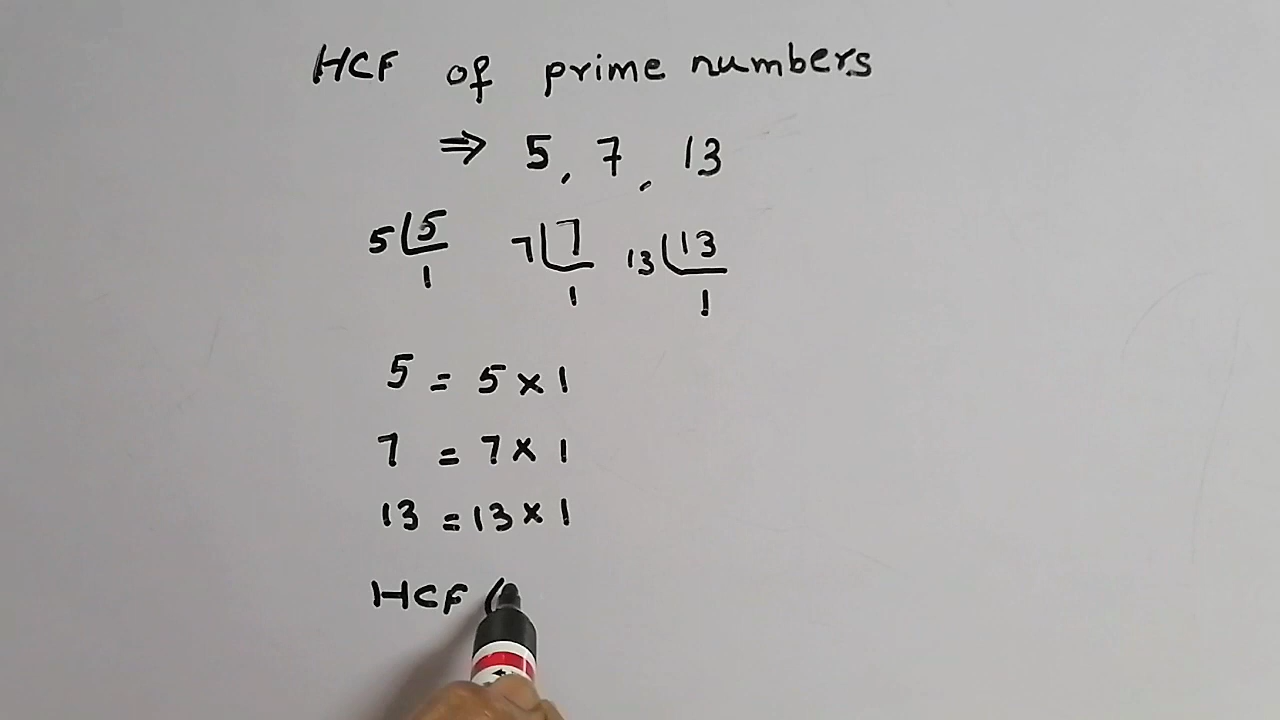 HCF of prime numbers
⇒ 5, 7, 13
5 5 7 7 13 13
1 1 1
5 = 5 × 1
7 = 7 × 1
13 = 13 × 1
HCF (